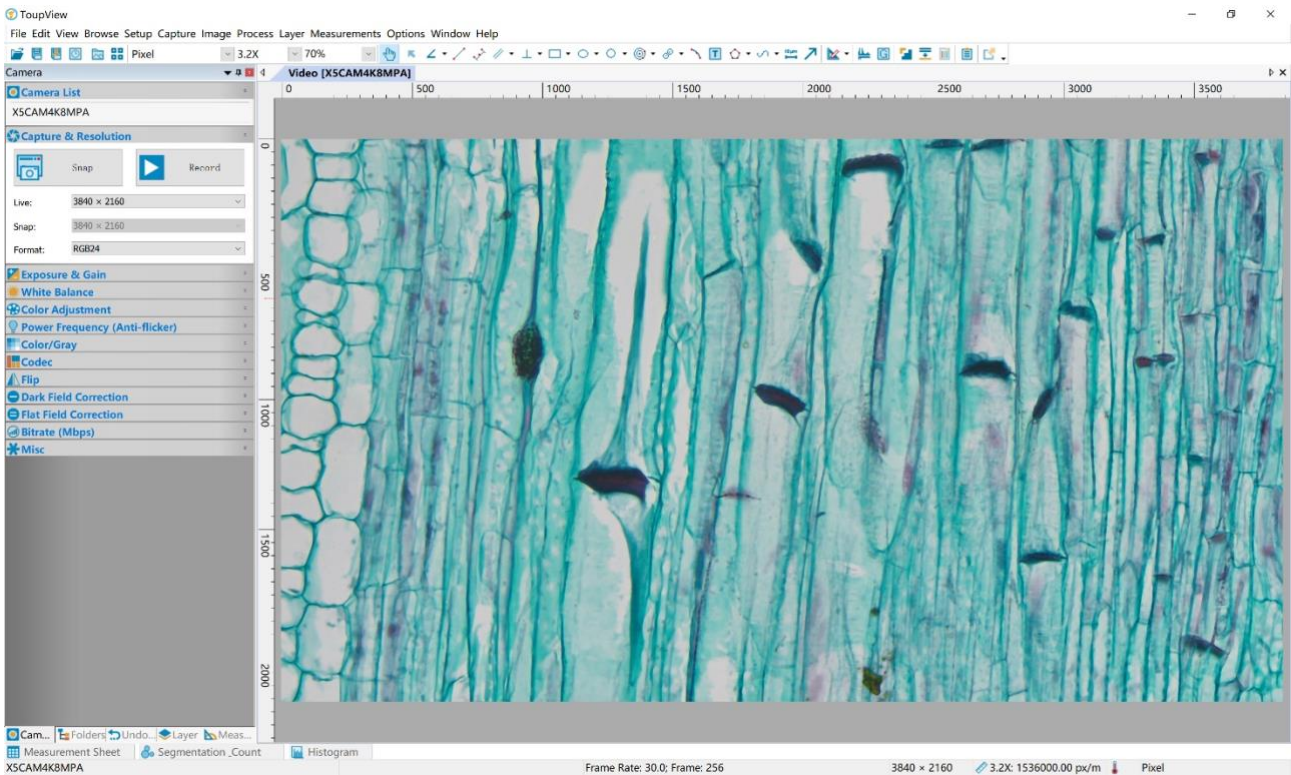 ToupView
File Edit View Browse Setup Capture Image Process Layer Measurements Options Window Help
Pixel 3.2X 70%
Camera
Video [X5CAM4K8MPA]
Camera List
X5CAM4K8MPA
Capture & Resolution
Snap Record
Live: 3840 × 2160
Snap: 3840 × 2160
Format: RGB24
Exposure & Gain
White Balance
Color Adjustment
Power Frequency (Anti-flicker)
Color/Gray
Codec
Flip
Dark Field Correction
Flat Field Correction
Bitrate (Mbps)
Misc
0 500 1000 1500 2000 2500 3000 3500
0
500
1000
1500
2000
Cam... Folders Undo... Layer Meas...
Measurement Sheet Segmentation_Count Histogram
X5CAM4K8MPA Frame Rate: 30.0; Frame: 256 3840 × 2160 3.2X: 1536000.00 px/m Pixel